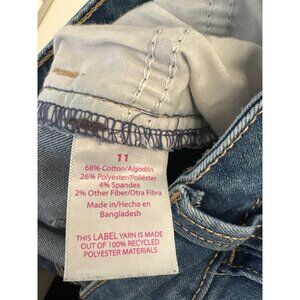 11
68% Cotton/Algodón
26% Polyester/Poliéster
4% Spandex
2% Other Fiber/Otra Fibra
Made in/Hecho en
Bangladesh
THIS LABEL YARN IS MADE
OUT OF 100% RECYCLED
POLYESTER MATERIALS